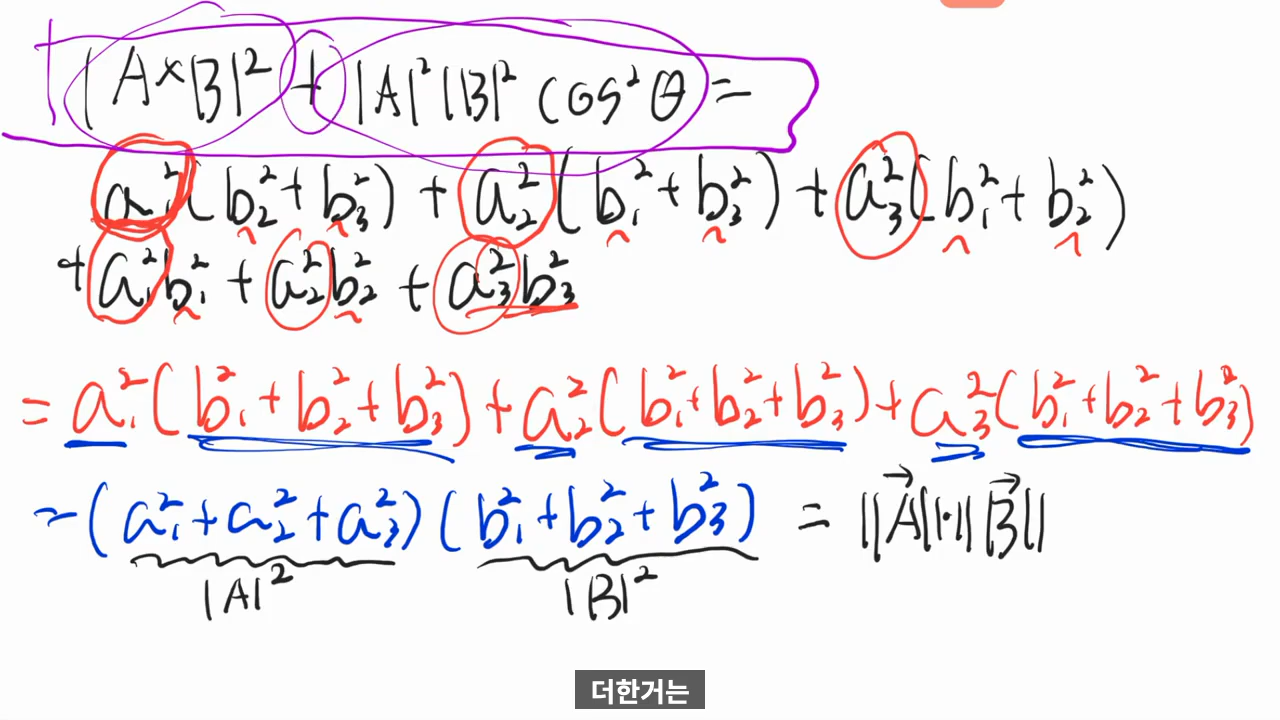 |A×B|² + |A|²|B|² cos²θ =
a₁²(b₂²+b₃²) + a₂²(b₁²+b₃²) + a₃²(b₁²+b₂²)
+a₁²b₁² + a₂²b₂² + a₃²b₃²
= a₁²(b₁²+b₂²+b₃²)+a₂²(b₁²+b₂²+b₃²)+a₃²(b₁²+b₂²+b₃²)
~(a₁²+a₂²+a₃²)(b₁²+b₂²+b₃²) = ||A⃗||·||B⃗||
|A|² |B|²
더한거는